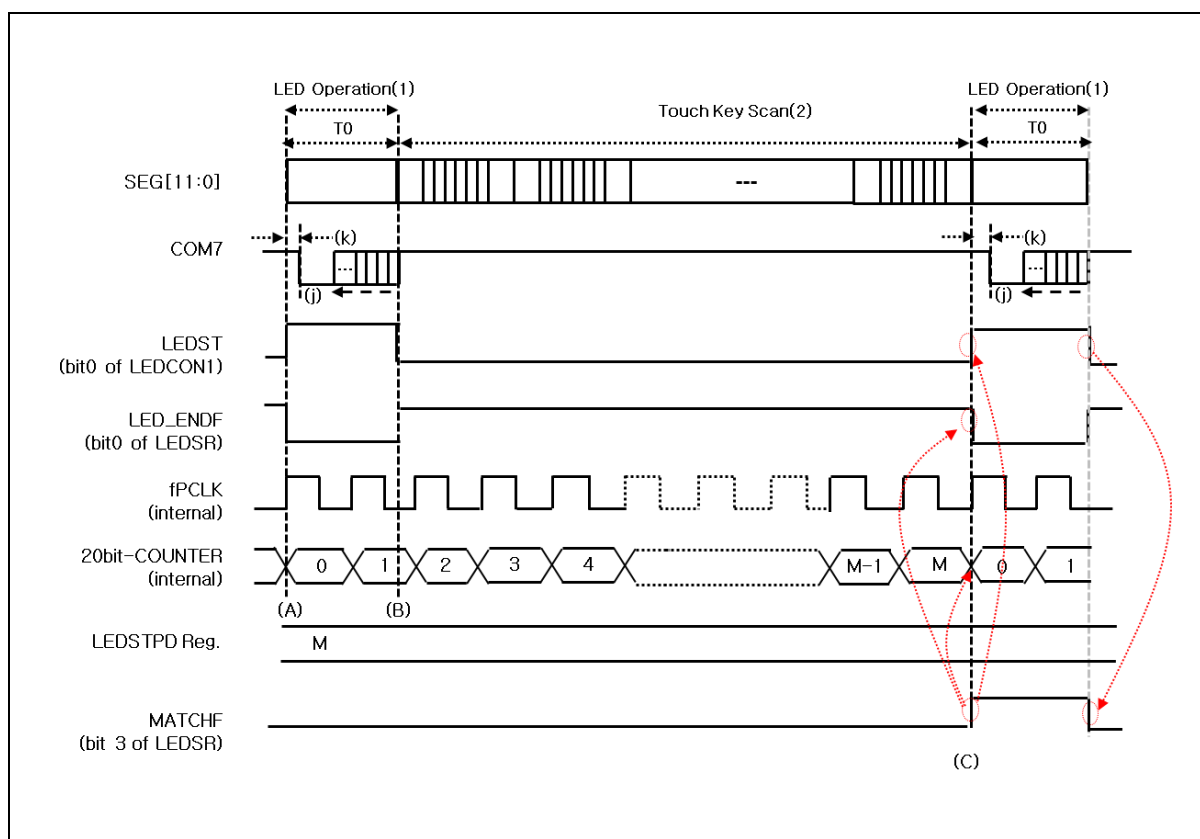 LED Operation(1)
LED Operation(1)
Touch Key Scan(2)
T0
T0
SEG[11:0]
---
COM7
(k)
(k)
...
...
(j)
(j)
LEDST
(bit0 of LEDCON1)
LED_ENDF
(bit0 of LEDSR)
fPCLK
(internal)
20bit-COUNTER
(internal)
0
1
2
3
4
M-1
M
0
1
(A)
(B)
LEDSTPD Reg.
M
MATCHF
(bit 3 of LEDSR)
(C)